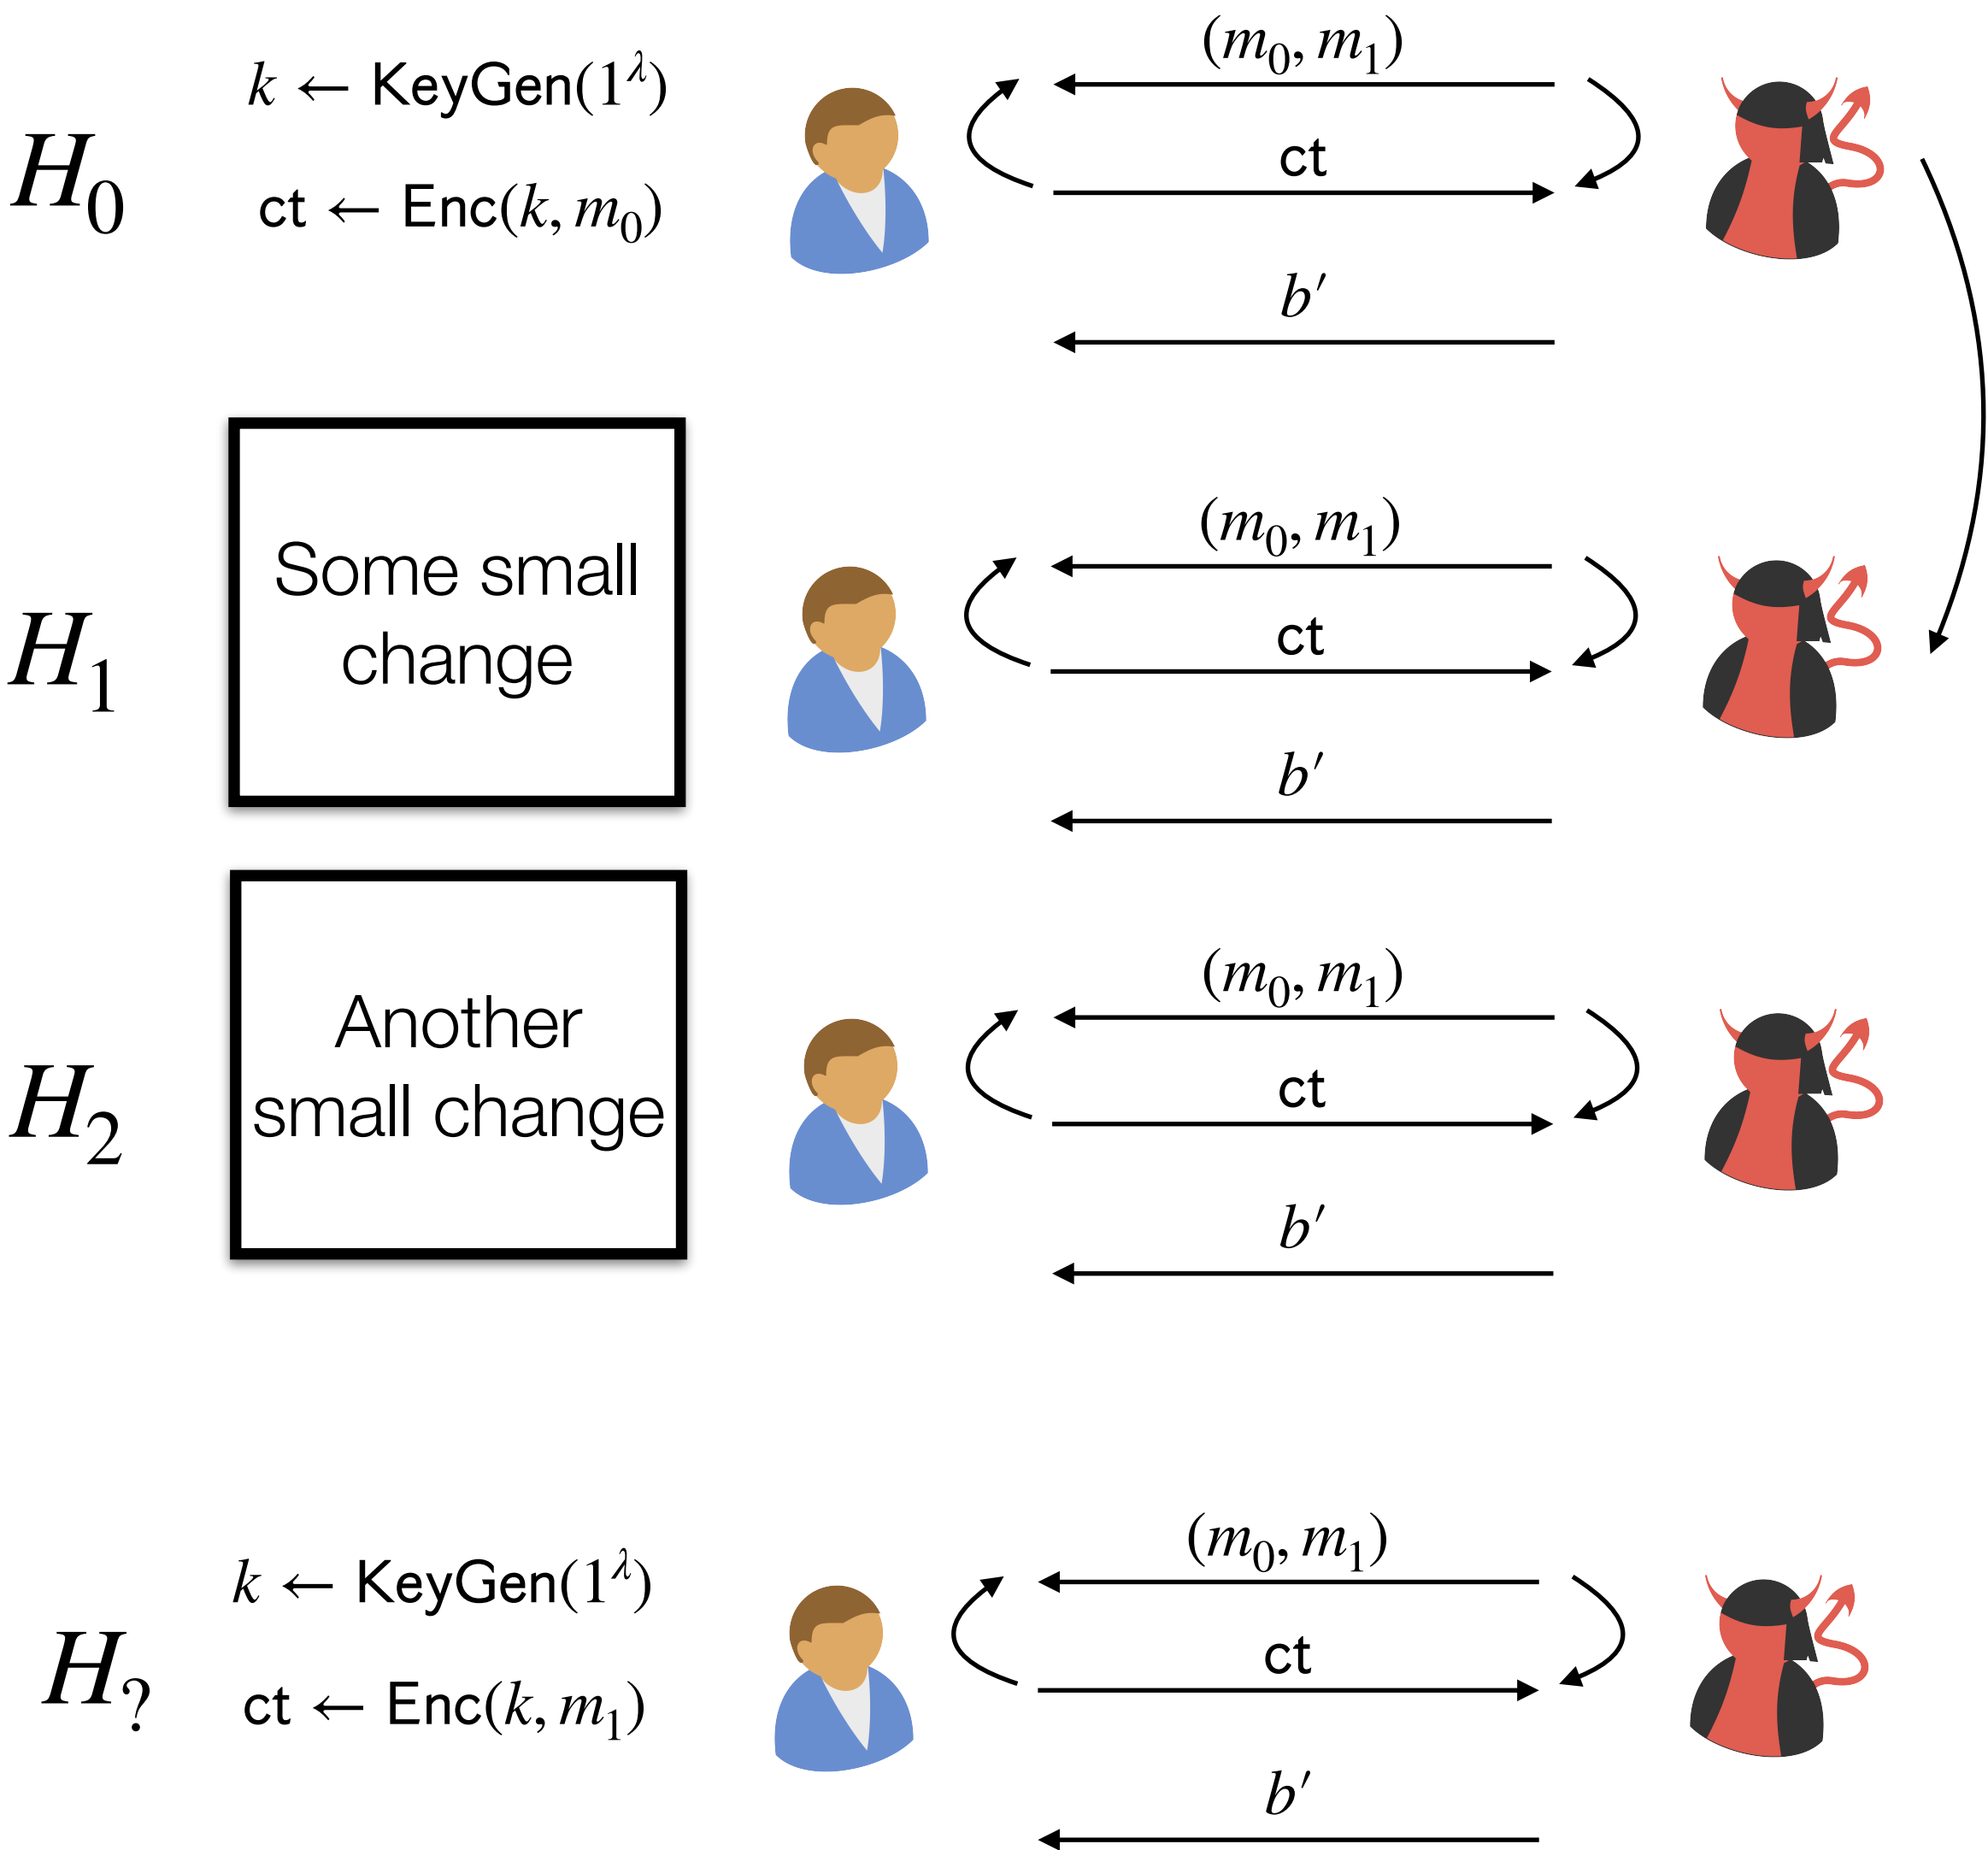 H₀
k ← KeyGen(1^λ)
ct ← Enc(k, m₀)
(m₀, m₁)
ct
b′
H₁
Some small
change
(m₀, m₁)
ct
b′
H₂
Another
small change
(m₀, m₁)
ct
b′
H?
k ← KeyGen(1^λ)
ct ← Enc(k, m₁)
(m₀, m₁)
ct
b′